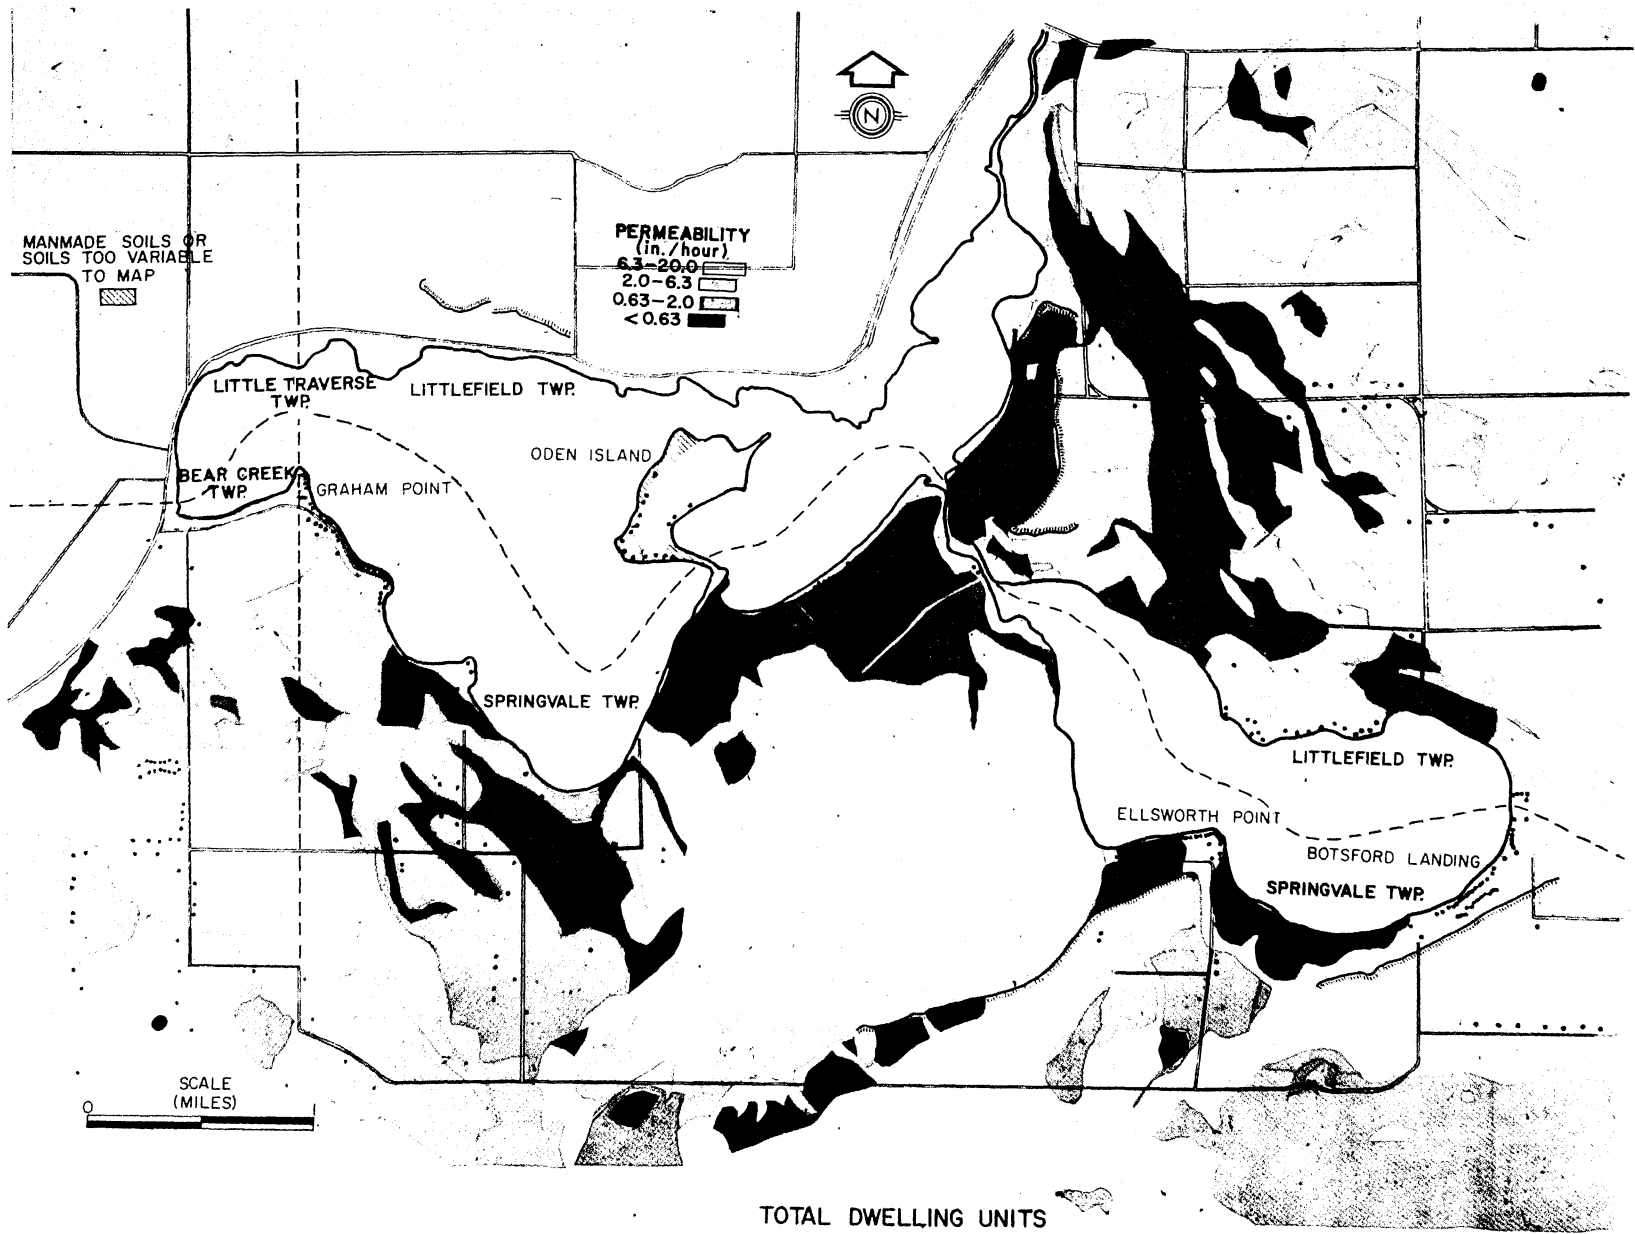 N
MANMADE SOILS OR
SOILS TOO VARIABLE
TO MAP
PERMEABILITY
(in./hour)
6.3-20.0
2.0-6.3
0.63-2.0
<0.63
LITTLE TRAVERSE
TWP.
LITTLEFIELD TWP.
ODEN ISLAND
BEAR CREEK
TWP.
GRAHAM POINT
SPRINGVALE TWP.
LITTLEFIELD TWP.
ELLSWORTH POINT
BOTSFORD LANDING
SPRINGVALE TWP.
SCALE
(MILES)
0 1
TOTAL DWELLING UNITS